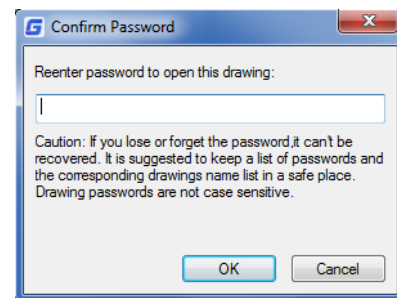 Confirm Password
Reenter password to open this drawing:
Caution: If you lose or forget the password,it can't be
recovered. It is suggested to keep a list of passwords and
the corresponding drawings name list in a safe place.
Drawing passwords are not case sensitive.
OK Cancel